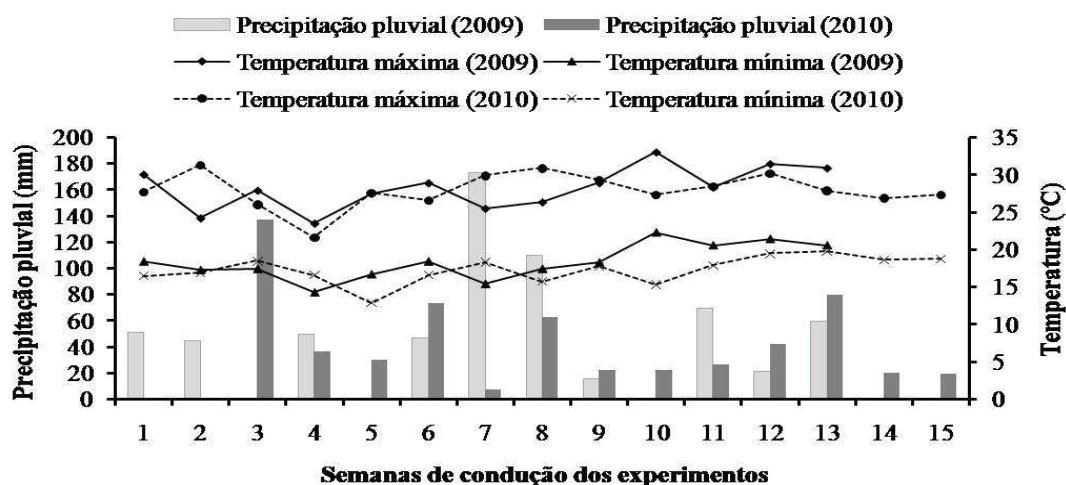 Precipitação pluvial (2009) Precipitação pluvial (2010)
Temperatura máxima (2009) Temperatura mínima (2009)
Temperatura máxima (2010) Temperatura mínima (2010)
Precipitação pluvial (mm)
200
180
160
140
120
100
80
60
40
20
0
35
30
25
20
15
10
5
0
Temperatura (°C)
1 2 3 4 5 6 7 8 9 10 11 12 13 14 15
Semanas de condução dos experimentos